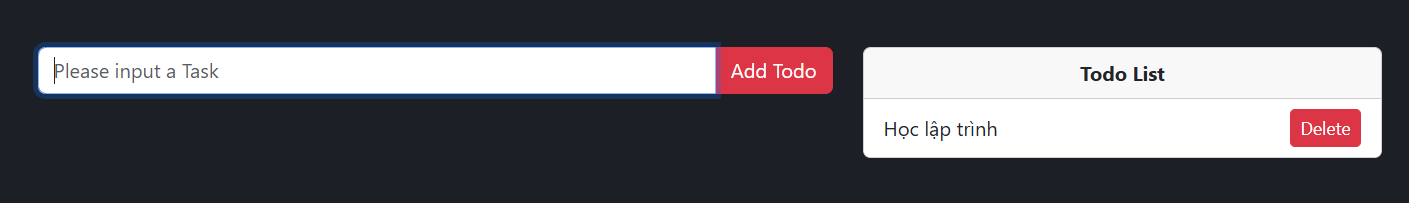 Please input a Task
Add Todo
Todo List
Học lập trình
Delete